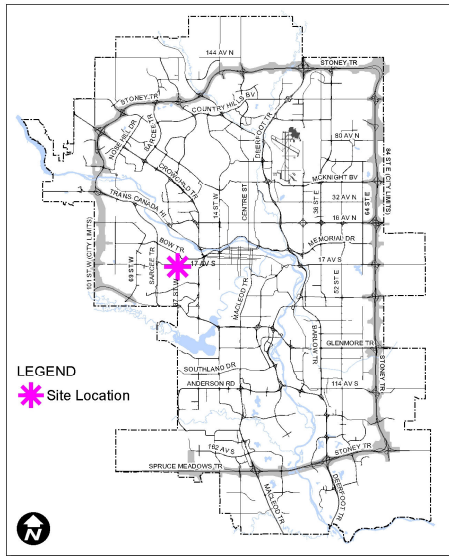 144 AV N
STONEY TR
STONEY TR
COUNTRY HILLS BV
NOSE HILL DR
SARCEE TR
DEERFOOT TR
80 AV N
CROWCHILD TR
MCKNIGHT BV
84 ST E (CITY LIMITS)
TRANS CANADA HI
14 ST W
CENTRE ST
36 ST E
32 AV N
16 AV N
64 ST E
101 ST W (CITY LIMITS)
69 ST W
SARCEE TR
BOW TR
MEMORIAL DR
17 AV S
17 AV S
37 ST W
MACLEOD TR
52 ST E
BARLOW TR
GLENMORE TR
LEGEND
Site Location
SOUTHLAND DR
ANDERSON RD
114 AV S
STONEY TR
162 AV S
STONEY TR
SPRUCE MEADOWS TR
MACLEOD TR
DEERFOOT TR
N